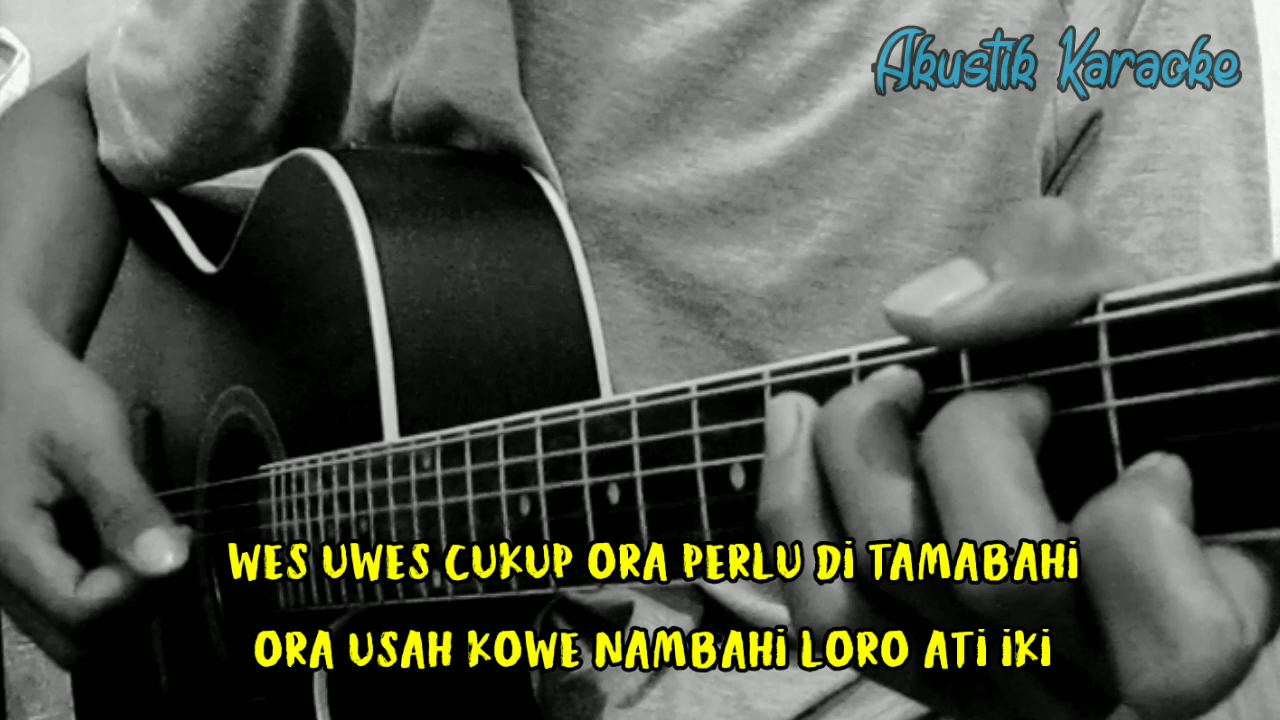 Akustik Karaoke
WES UWES CUKUP ORA PERLU Di TAMABAHi
ORA USAH KOWE NAMBAHi LORO ATi iKi